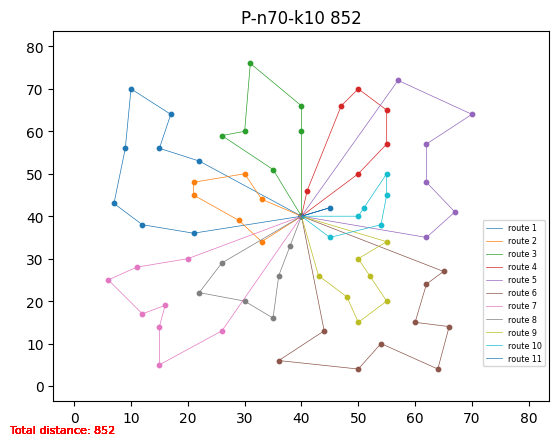 P-n70-k10 852
80
70
60
50
40
30
20
10
0
0 10 20 30 40 50 60 70 80
route 1
route 2
route 3
route 4
route 5
route 6
route 7
route 8
route 9
route 10
route 11
Total distance: 852